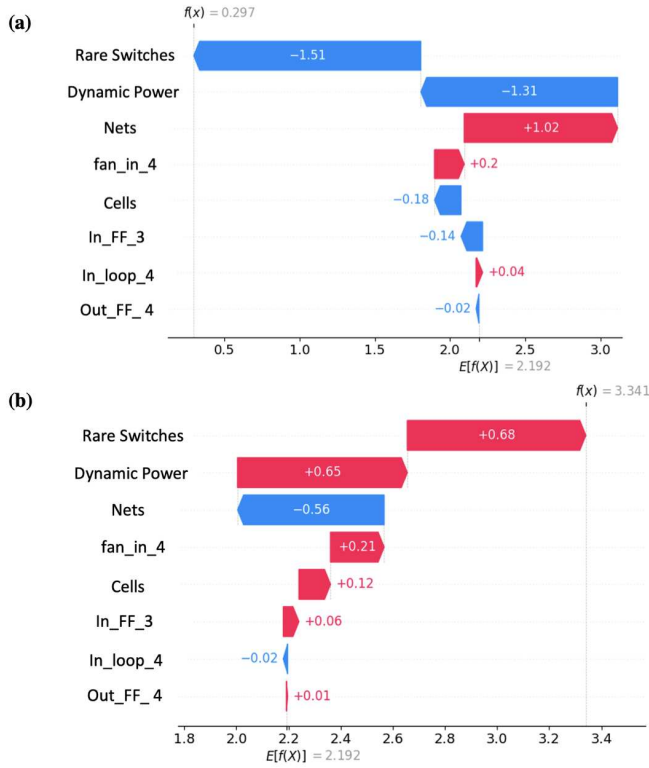 (a)
f(x) = 0.297
Rare Switches
−1.51
Dynamic Power
−1.31
Nets
+1.02
fan_in_4
+0.2
Cells
−0.18
In_FF_3
−0.14
In_loop_4
+0.04
Out_FF_ 4
−0.02
0.5 1.0 1.5 2.0 2.5 3.0
E[f(X)] = 2.192
(b)
f(x) = 3.341
Rare Switches
+0.68
Dynamic Power
+0.65
Nets
−0.56
fan_in_4
+0.21
Cells
+0.12
In_FF_3
+0.06
In_loop_4
−0.02
Out_FF_ 4
+0.01
1.8 2.0 2.2 2.4 2.6 2.8 3.0 3.2 3.4
E[f(X)] = 2.192